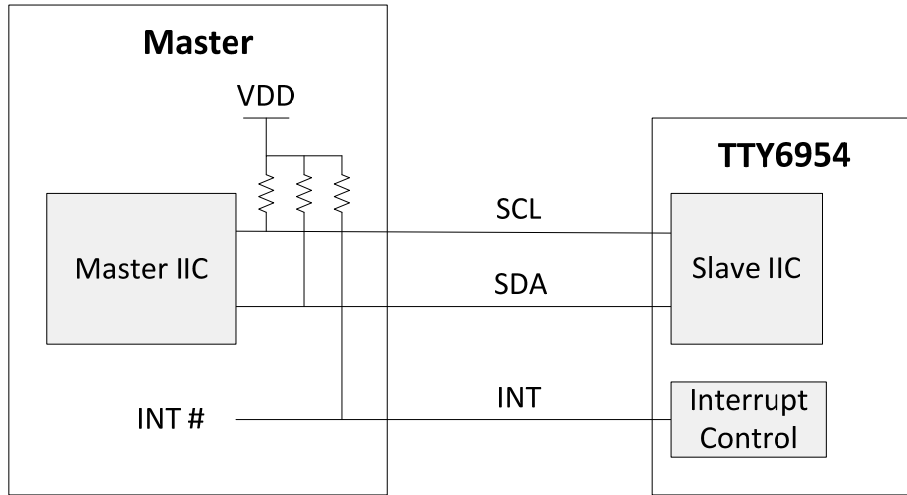 Master
VDD
TTY6954
SCL
Master IIC
Slave IIC
SDA
INT
INT #
Interrupt
Control